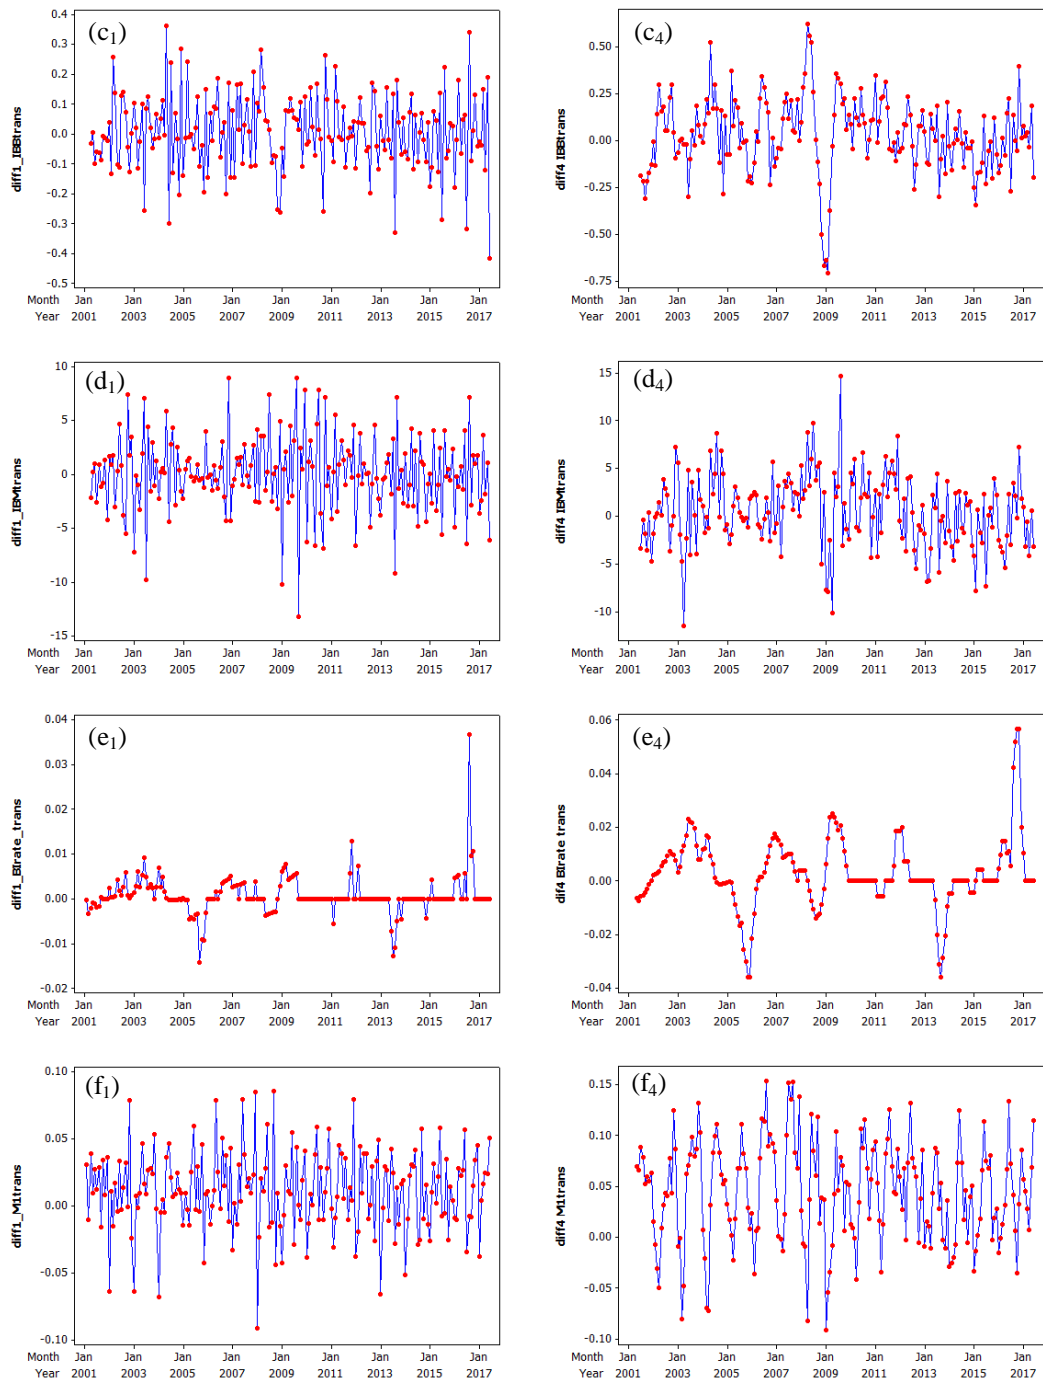 (c1)
diff1_IBBtrans
0.4
0.3
0.2
0.1
0.0
-0.1
-0.2
-0.3
-0.4
-0.5
Month Jan Jan Jan Jan Jan Jan Jan Jan Jan
Year 2001 2003 2005 2007 2009 2011 2013 2015 2017
(c4)
diff4 IBBtrans
0.50
0.25
0.00
-0.25
-0.50
-0.75
Month Jan Jan Jan Jan Jan Jan Jan Jan Jan
Year 2001 2003 2005 2007 2009 2011 2013 2015 2017
(d1)
diff1_IBMtrans
10
5
0
-5
-10
-15
Month Jan Jan Jan Jan Jan Jan Jan Jan Jan
Year 2001 2003 2005 2007 2009 2011 2013 2015 2017
(d4)
diff4 IBMtrans
15
10
5
0
-5
-10
Month Jan Jan Jan Jan Jan Jan Jan Jan Jan
Year 2001 2003 2005 2007 2009 2011 2013 2015 2017
(e1)
diff1_BIrate_trans
0.04
0.03
0.02
0.01
0.00
-0.01
-0.02
Month Jan Jan Jan Jan Jan Jan Jan Jan Jan
Year 2001 2003 2005 2007 2009 2011 2013 2015 2017
(e4)
diff4 BIrate trans
0.06
0.04
0.02
0.00
-0.02
-0.04
Month Jan Jan Jan Jan Jan Jan Jan Jan Jan
Year 2001 2003 2005 2007 2009 2011 2013 2015 2017
(f1)
diff1_M1trans
0.10
0.05
0.00
-0.05
-0.10
Month Jan Jan Jan Jan Jan Jan Jan Jan Jan
Year 2001 2003 2005 2007 2009 2011 2013 2015 2017
(f4)
diff4 M1trans
0.15
0.10
0.05
0.00
-0.05
-0.10
Month Jan Jan Jan Jan Jan Jan Jan Jan Jan
Year 2001 2003 2005 2007 2009 2011 2013 2015 2017